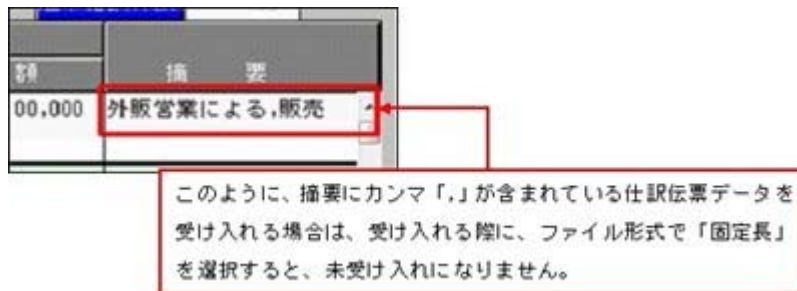 額
摘 要
00,000 外販営業による,販売
このように、摘要にカンマ「,」が含まれている仕訳伝票データを
受け入れる場合は、受け入れる際に、ファイル形式で「固定長」
を選択すると、未受け入れになりません。